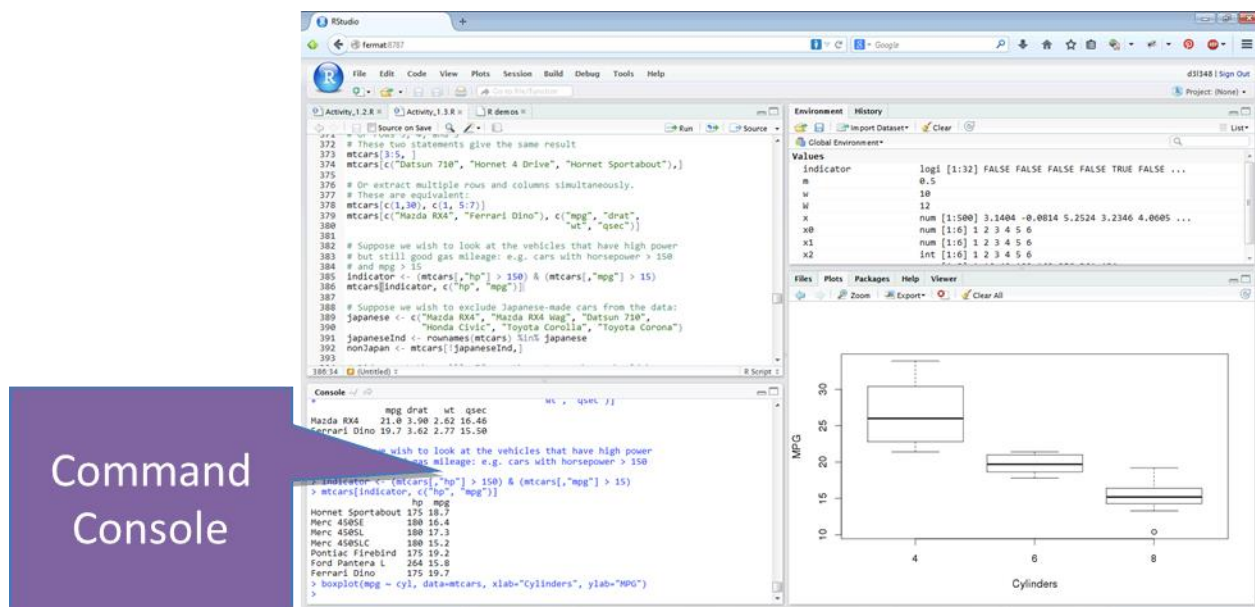 RStudio
fermat:8787
Google
File Edit Code View Plots Session Build Debug Tools Help
d3l348 | Sign Out
Go to file/function
Project: (None)
Activity_1.2.R
Activity_1.3.R
R demos
Source on Save
Run
Source
372 # These two statements give the same result
373 mtcars[3:5, ]
374 mtcars[c("Datsun 710", "Hornet 4 Drive", "Hornet Sportabout"),]
375
376 # Or extract multiple rows and columns simultaneously.
377 # These are equivalent:
378 mtcars[c(1,30), c(1, 5:7)]
379 mtcars[c("Mazda RX4", "Ferrari Dino"), c("mpg", "drat",
380 "wt", "qsec")]
381
382 # Suppose we wish to look at the vehicles that have high power
383 # but still good gas mileage: e.g. cars with horsepower > 150
384 # and mpg > 15
385 indicator <- (mtcars[,"hp"] > 150) & (mtcars[,"mpg"] > 15)
386 mtcars[indicator, c("hp", "mpg")]
387
388 # Suppose we wish to exclude Japanese-made cars from the data:
389 japanese <- c("Mazda RX4", "Mazda RX4 Wag", "Datsun 710",
390 "Honda Civic", "Toyota Corolla", "Toyota Corona")
391 japaneseInd <- rownames(mtcars) %in% japanese
392 nonJapan <- mtcars[!japaneseInd,]
393
386:34 (Untitled)
R Script
Console ~/
"wt", "qsec")]
mpg drat wt qsec
Mazda RX4 21.0 3.90 2.62 16.46
Ferrari Dino 19.7 3.62 2.77 15.50
wish to look at the vehicles that have high power
gas mileage: e.g. cars with horsepower > 150
> indicator <- (mtcars[,"hp"] > 150) & (mtcars[,"mpg"] > 15)
> mtcars[indicator, c("hp", "mpg")]
hp mpg
Hornet Sportabout 175 18.7
Merc 450SE 180 16.4
Merc 450SL 180 17.3
Merc 450SLC 180 15.2
Pontiac Firebird 175 19.2
Ford Pantera L 264 15.8
Ferrari Dino 175 19.7
> boxplot(mpg ~ cyl, data=mtcars, xlab="Cylinders", ylab="MPG")
>
Command
Console
Environment History
Import Dataset
Clear
List
Global Environment
Values
indicator logi [1:32] FALSE FALSE FALSE FALSE TRUE FALSE ...
m 0.5
w 10
W 12
x num [1:500] 3.1404 -0.0814 5.2524 3.2346 4.0605 ...
x0 num [1:6] 1 2 3 4 5 6
x1 num [1:6] 1 2 3 4 5 6
x2 int [1:6] 1 2 3 4 5 6
Files Plots Packages Help Viewer
Zoom Export Clear All
MPG
30
25
20
15
10
4 6 8
Cylinders